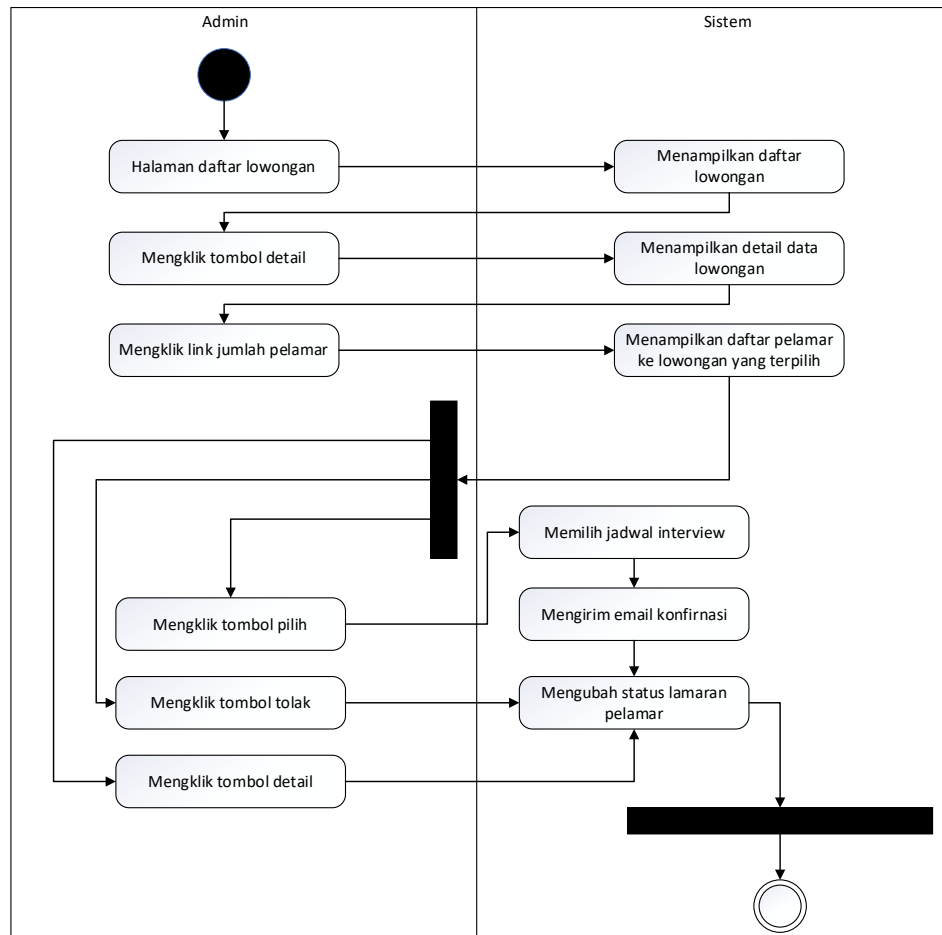 Admin
Sistem
Halaman daftar lowongan
Menampilkan daftar
lowongan
Mengklik tombol detail
Menampilkan detail data
lowongan
Mengklik link jumlah pelamar
Menampilkan daftar pelamar
ke lowongan yang terpilih
Memilih jadwal interview
Mengklik tombol pilih
Mengirim email konfirnasi
Mengklik tombol tolak
Mengubah status lamaran
pelamar
Mengklik tombol detail